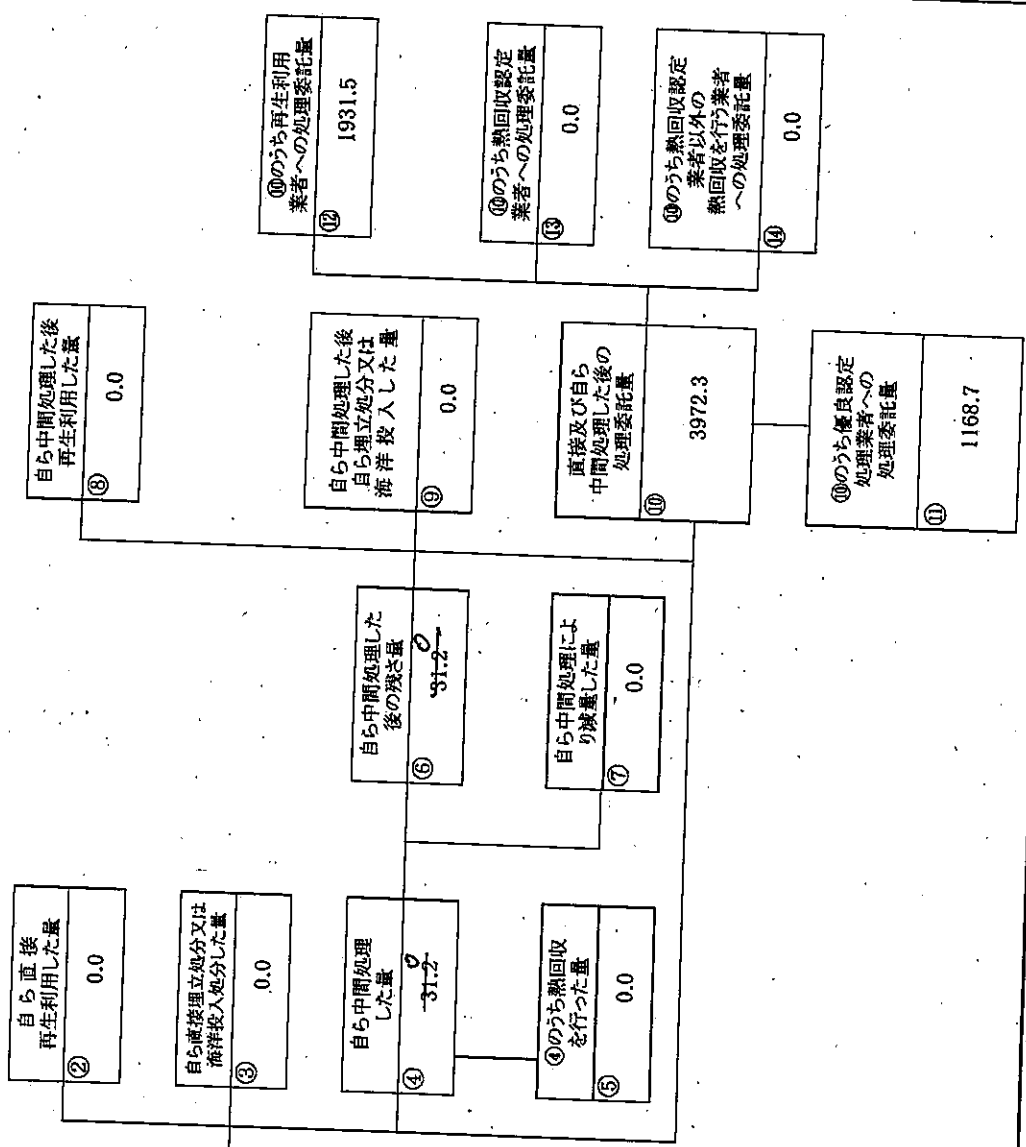 自ら直接
再生利用した量
②
0.0
自ら直接埋立処分又は
海洋投入処分した量
③
0.0
自ら中間処理
した量
④
31.2
0
④のうち熱回収
を行った量
⑤
0.0
自ら中間処理した
後の残さ量
⑥
31.2
0
自ら中間処理によ
り減量した量
⑦
0.0
自ら中間処理した後
再生利用した量
⑧
0.0
自ら中間処理した後
自ら埋立処分又は
海洋投入した量
⑨
0.0
直接及び自ら
中間処理した後の
処理委託量
⑩
3972.3
⑩のうち優良認定
処理業者への
処理委託量
⑪
1168.7
⑩のうち再生利用
業者への処理委託量
⑫
1931.5
⑩のうち熱回収認定
業者への処理委託量
⑬
0.0
⑩のうち熱回収認定
業者以外の
熱回収を行う業者
への処理委託量
⑭
0.0